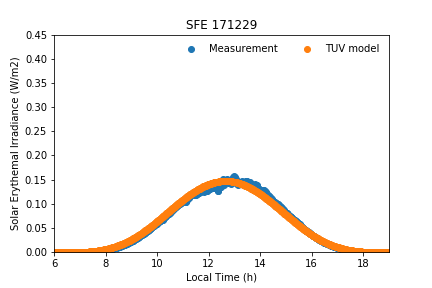 SFE 171229
Measurement TUV model
0.45
0.40
0.35
0.30
0.25
0.20
0.15
0.10
0.05
0.00
Solar Erythemal Irradiance (W/m2)
6 8 10 12 14 16 18
Local Time (h)